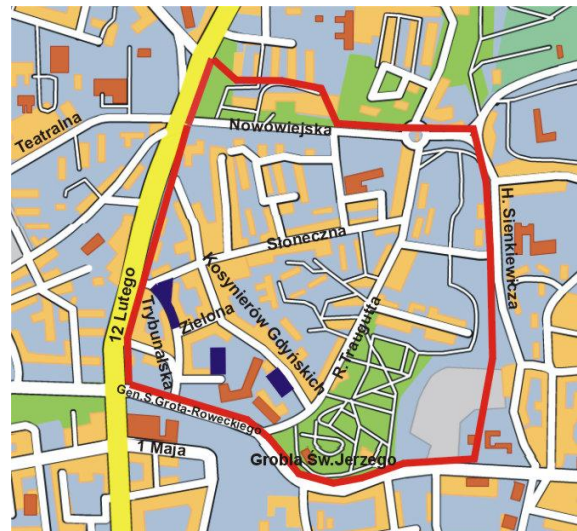 Nowowiejska
Teatralna
H. Sienkiewicza
Słoneczna
Kosynierów Gdyńskich
12 Lutego
Trybunalska
Zielona
R.Traugutta
Gen.S.Grota-Roweckiego
1 Maja
Grobla Św.Jerzego